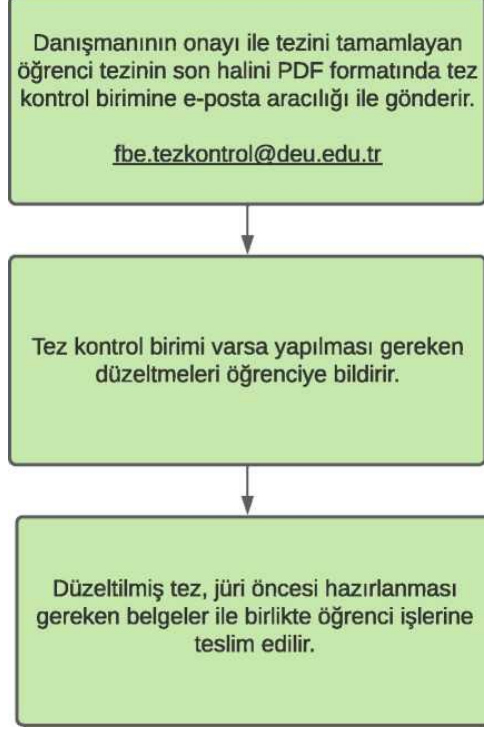 Danışmanının onayı ile tezini tamamlayan
öğrenci tezinin son halini PDF formatında tez
kontrol birimine e-posta aracılığı ile gönderir.
fbe.tezkontrol@deu.edu.tr
Tez kontrol birimi varsa yapılması gereken
düzeltmeleri öğrenciye bildirir.
Düzeltilmiş tez, jüri öncesi hazırlanması
gereken belgeler ile birlikte öğrenci işlerine
teslim edilir.